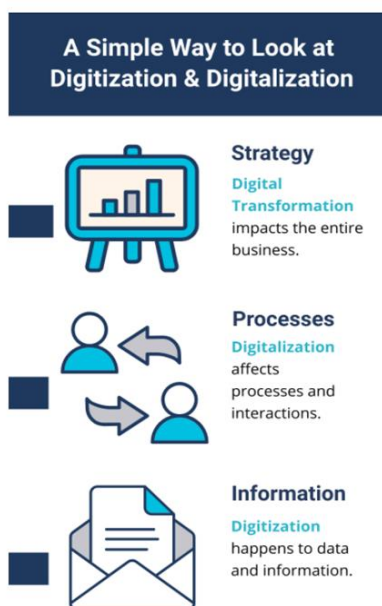 A Simple Way to Look at
Digitization & Digitalization
Strategy
Digital
Transformation
impacts the entire
business.
Processes
Digitalization
affects
processes and
interactions.
Information
Digitization
happens to data
and information.